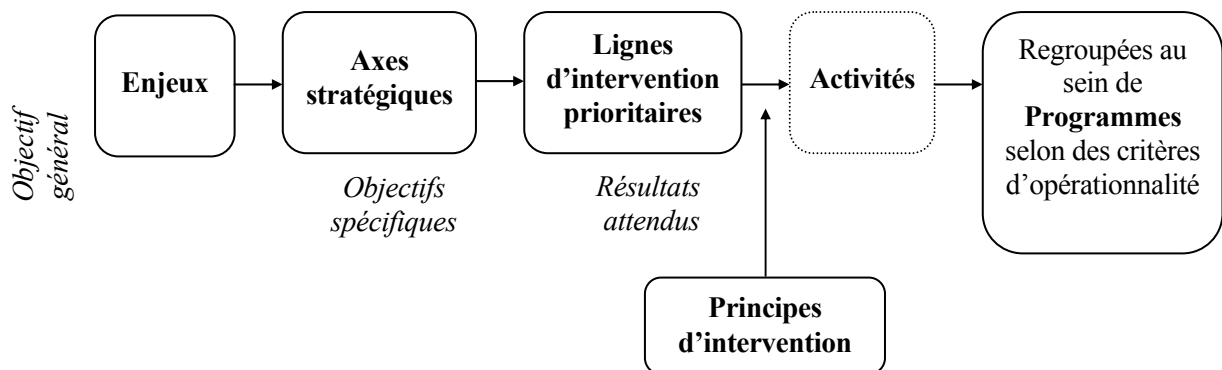 Objectif
général
Enjeux
Axes
stratégiques
Objectifs
spécifiques
Lignes
d’intervention
prioritaires
Résultats
attendus
Principes
d’intervention
Activités
Regroupées au
sein de
Programmes
selon des critères
d’opérationnalité